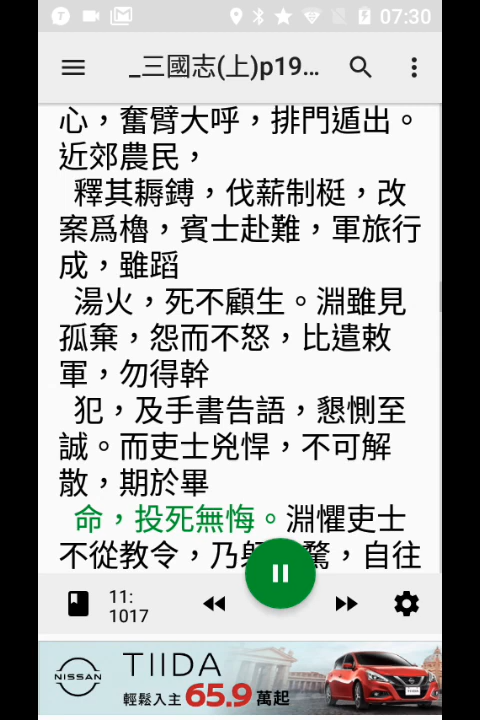 07:30
_三國志(上)p19...
心，奮臂大呼，排門遁出。
近郊農民，
釋其耨鎛，伐薪制梃，改
案爲櫓，賓士赴難，軍旅行
成，雖蹈
湯火，死不顧生。淵雖見
孤棄，怨而不怒，比遣敕
軍，勿得幹
犯，及手書告語，懇惻至
誠。而吏士兇悍，不可解
散，期於畢
命，投死無悔。淵懼吏士
不從教令，乃躬馳騖，自往
11:
1017
NISSAN
TIIDA
輕鬆入主65.9萬起